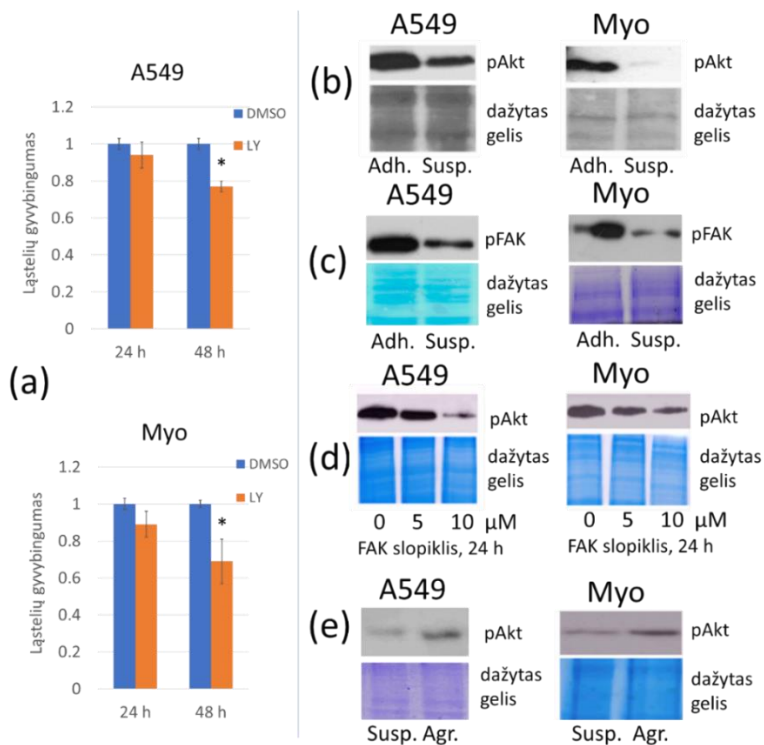 (a)
A549
Ląstelių gyvybingumas
1.2
1
0.8
0.6
0.4
0.2
0
DMSO
LY
*
24 h 48 h
Myo
Ląstelių gyvybingumas
1.2
1
0.8
0.6
0.4
0.2
0
DMSO
LY
*
24 h 48 h
A549 Myo
(b)
pAkt pAkt
dažytas dažytas
gelis gelis
Adh. Susp. Adh. Susp.
A549 Myo
(c)
pFAK pFAK
dažytas dažytas
gelis gelis
Adh. Susp. Adh. Susp.
A549 Myo
(d)
pAkt pAkt
dažytas dažytas
gelis gelis
0 5 10 µM 0 5 10 µM
FAK slopiklis, 24 h FAK slopiklis, 24 h
A549 Myo
(e)
pAkt pAkt
dažytas dažytas
gelis gelis
Susp. Agr. Susp. Agr.